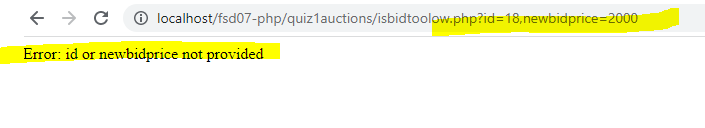 localhost/fsd07-php/quiz1auctions/isbidtoolow.php?id=18,newbidprice=2000
Error: id or newbidprice not provided